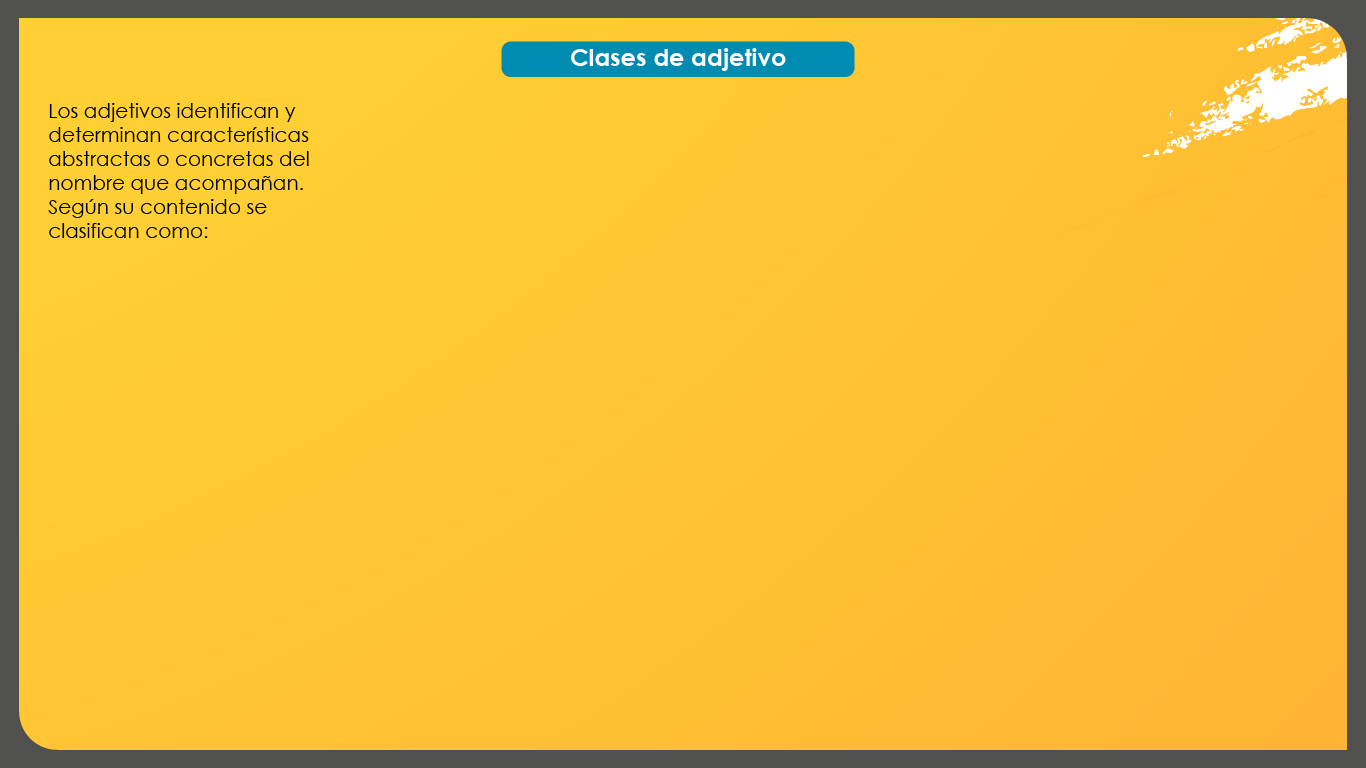 Clases de adjetivo
Los adjetivos identifican y
determinan características
abstractas o concretas del
nombre que acompañan.
Según su contenido se
clasifican como: